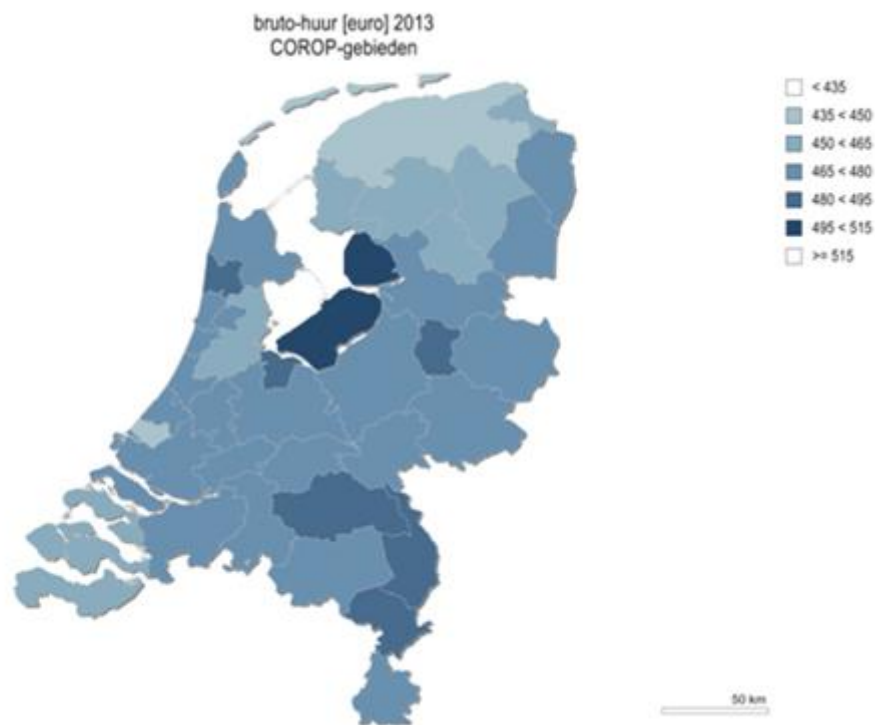 bruto-huur [euro] 2013
COROP-gebieden
< 435
435 < 450
450 < 465
465 < 480
480 < 495
495 < 515
>= 515
50 km